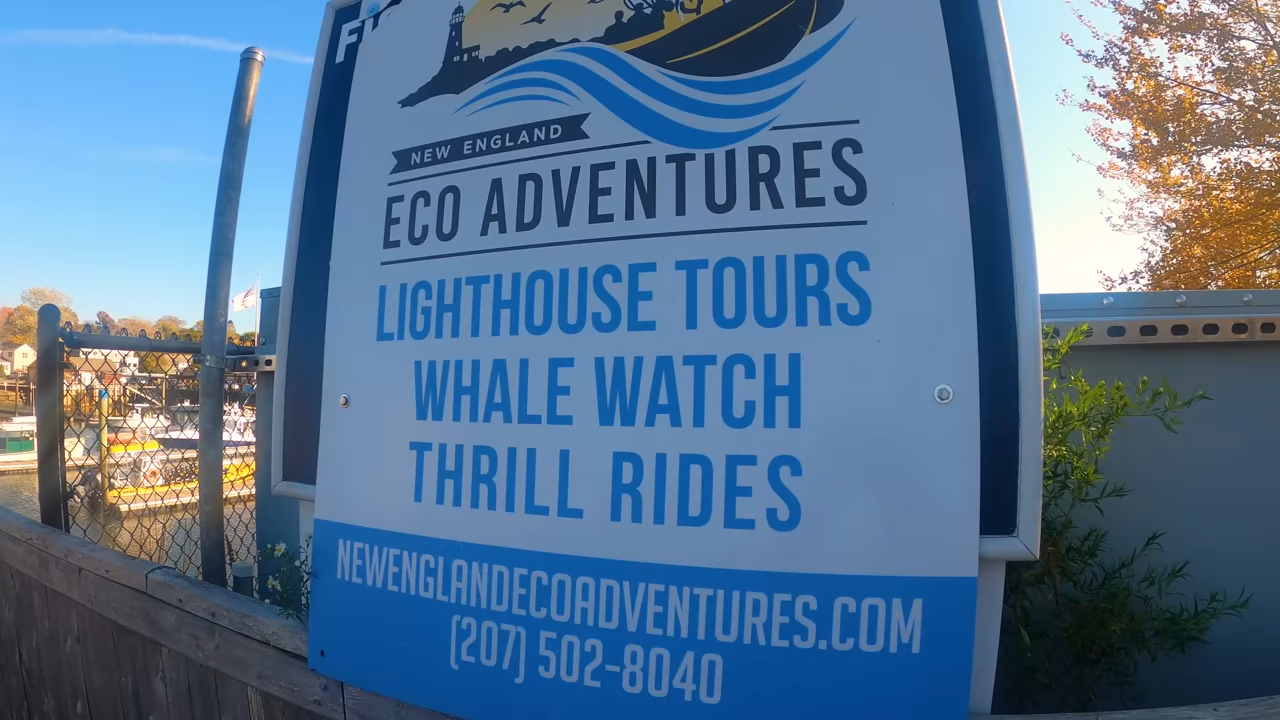 NEW ENGLAND
ECO ADVENTURES
LIGHTHOUSE TOURS
WHALE WATCH
THRILL RIDES
NEWENGLANDECOADVENTURES.COM
(207) 502-8040